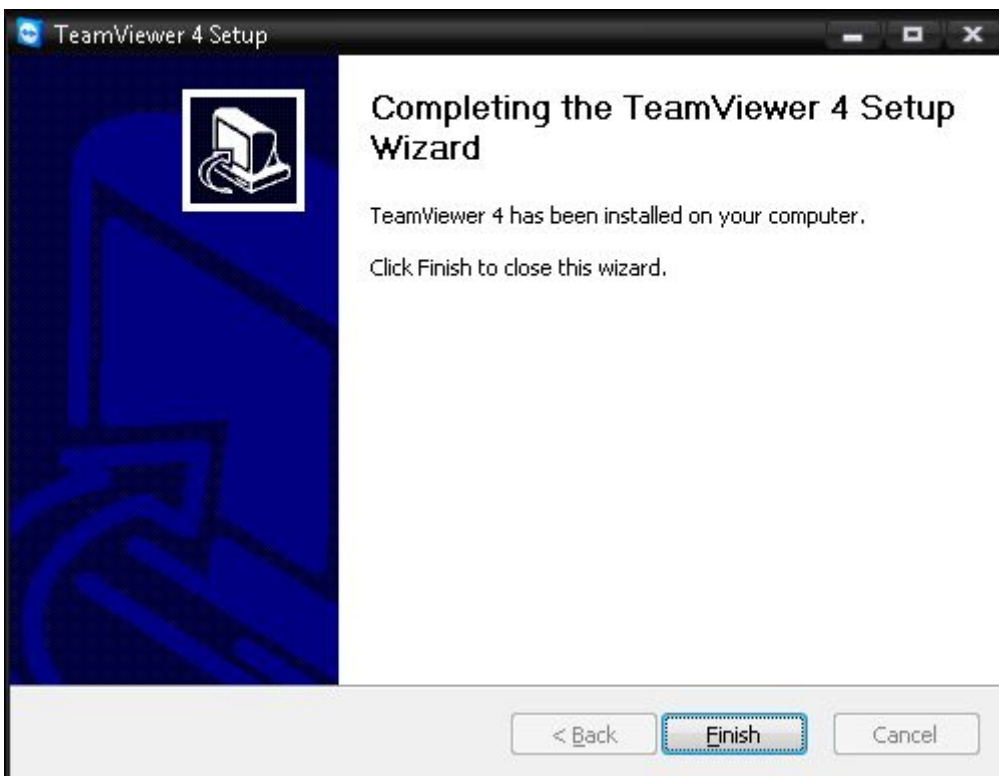 TeamViewer 4 Setup
Completing the TeamViewer 4 Setup
Wizard
TeamViewer 4 has been installed on your computer.
Click Finish to close this wizard.
< Back Finish Cancel